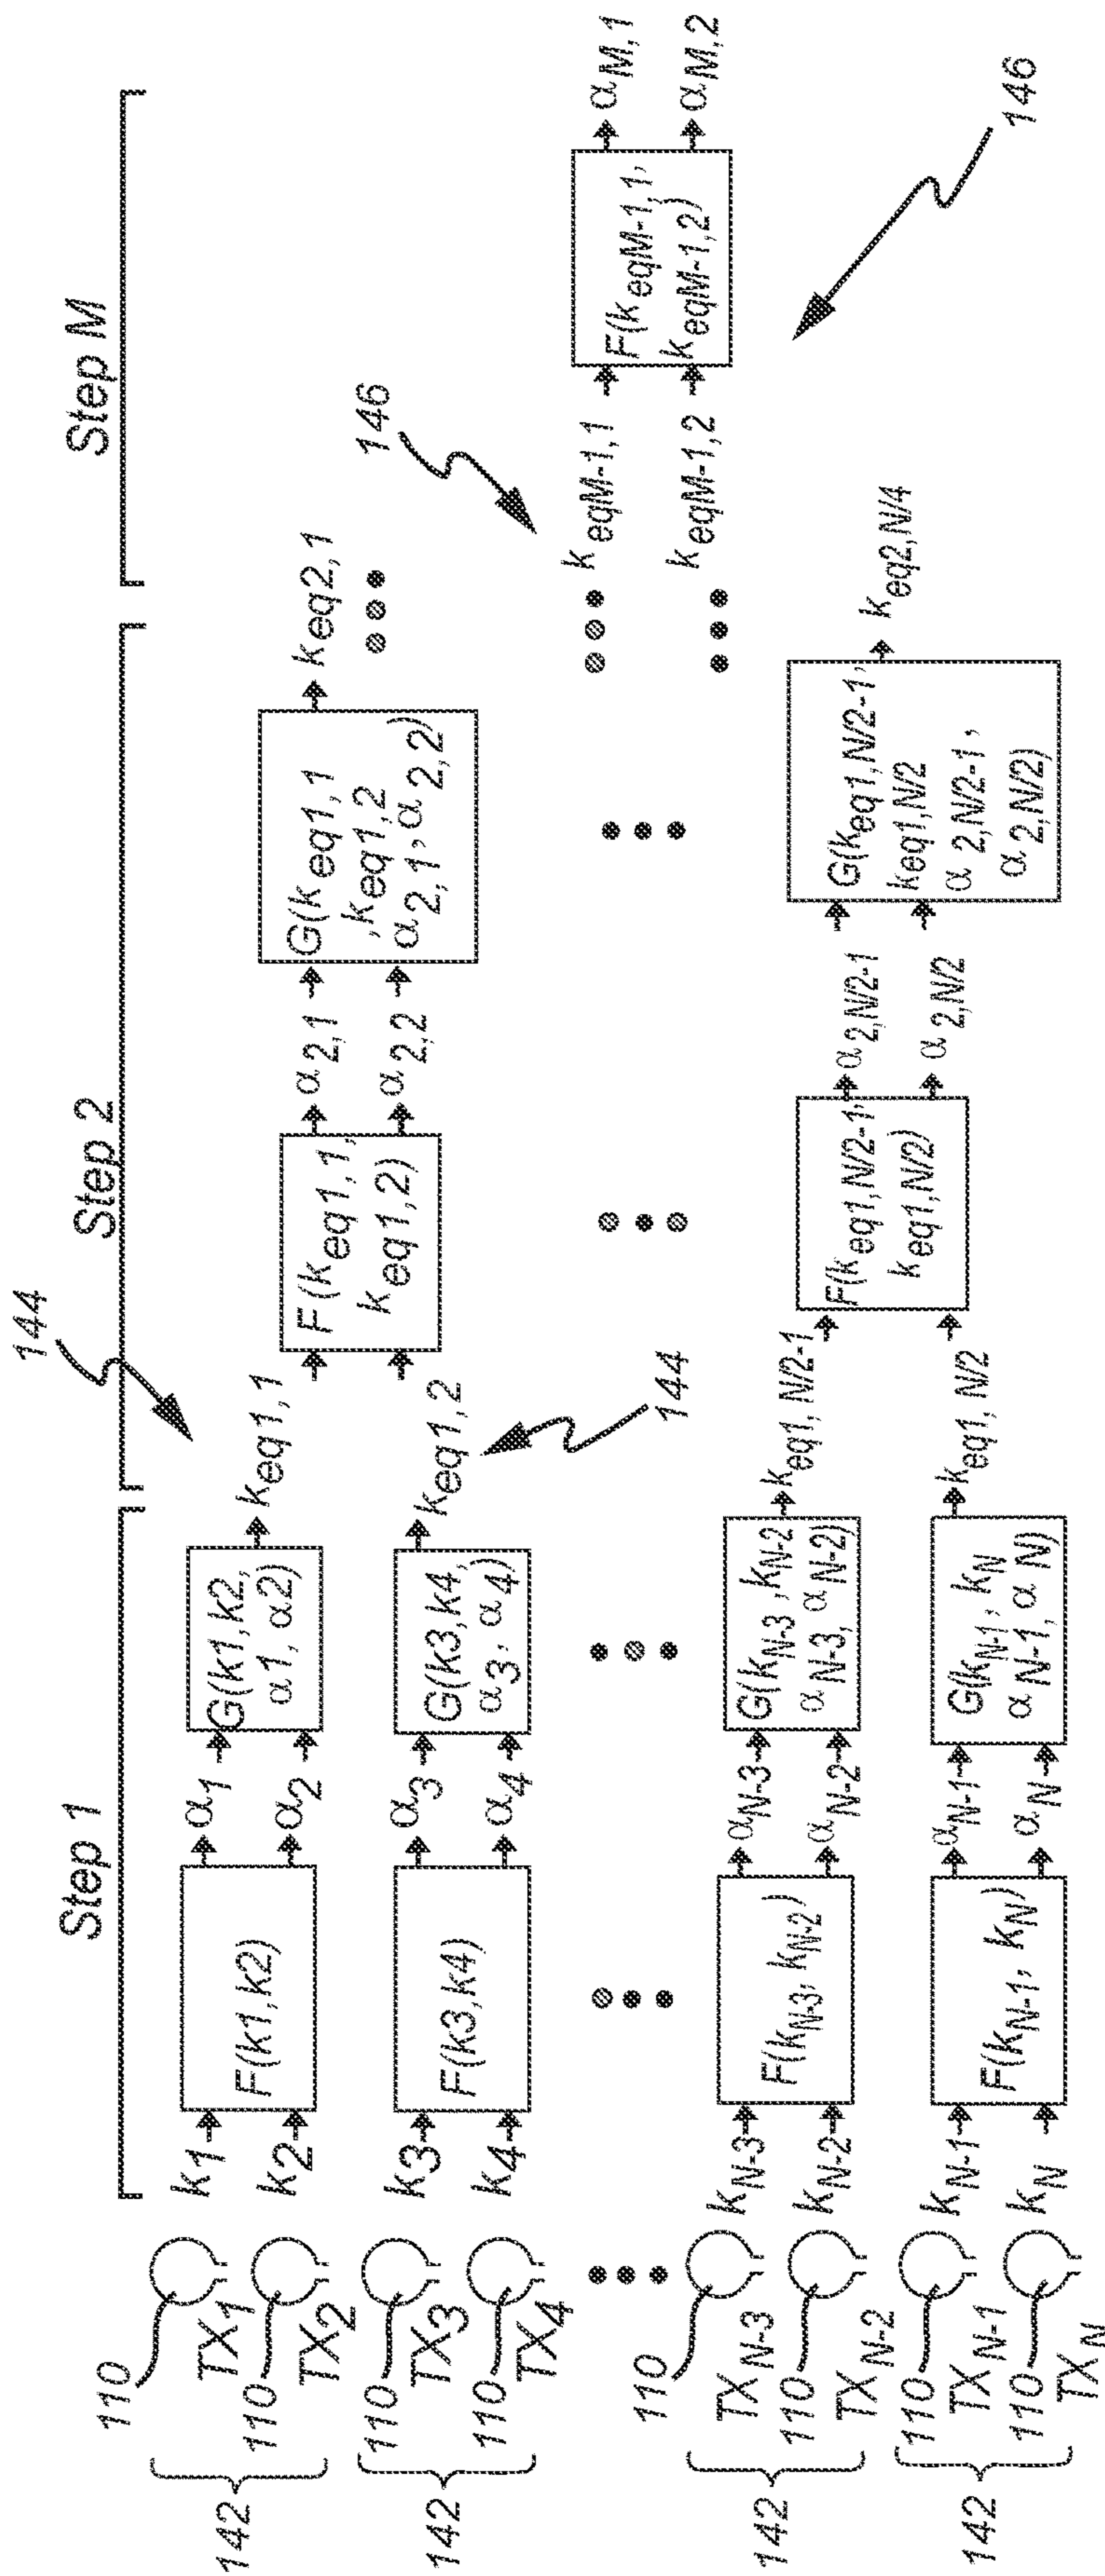 Step 1
Step 2
Step M
142
110
TX1
110
TX2
k1
k2
F(k1,k2)
α1
α2
G(k1,k2,
α1, α2)
keq1,1
144
F(keq1,1,
keq1,2)
α2,1
α2,2
G(keq1,1
,keq1,2
α2,1,α2,2)
keq2,1
142
110
TX3
110
TX4
k3
k4
F(k3,k4)
α3
α4
G(k3,k4,
α3, α4)
keq1,2
144
146
keqM-1,1
keqM-1,2
F(keqM-1,1,
keqM-1,2)
αM,1
αM,2
146
142
110
TXN-3
110
TXN-2
kN-3
kN-2
F(kN-3, kN-2)
αN-3
αN-2
G(kN-3 ,kN-2
αN-3, αN-2)
keq1, N/2-1
F(keq1,N/2-1,
keq1,N/2)
α2,N/2-1
α2,N/2
G(keq1,N/2-1,
keq1,N/2
α2,N/2-1 ,
α2,N/2)
keq2,N/4
142
110
TXN-1
110
TXN
kN-1
kN
F(kN-1, kN)
αN-1
αN
G(kN-1, kN
αN-1, αN)
keq1, N/2